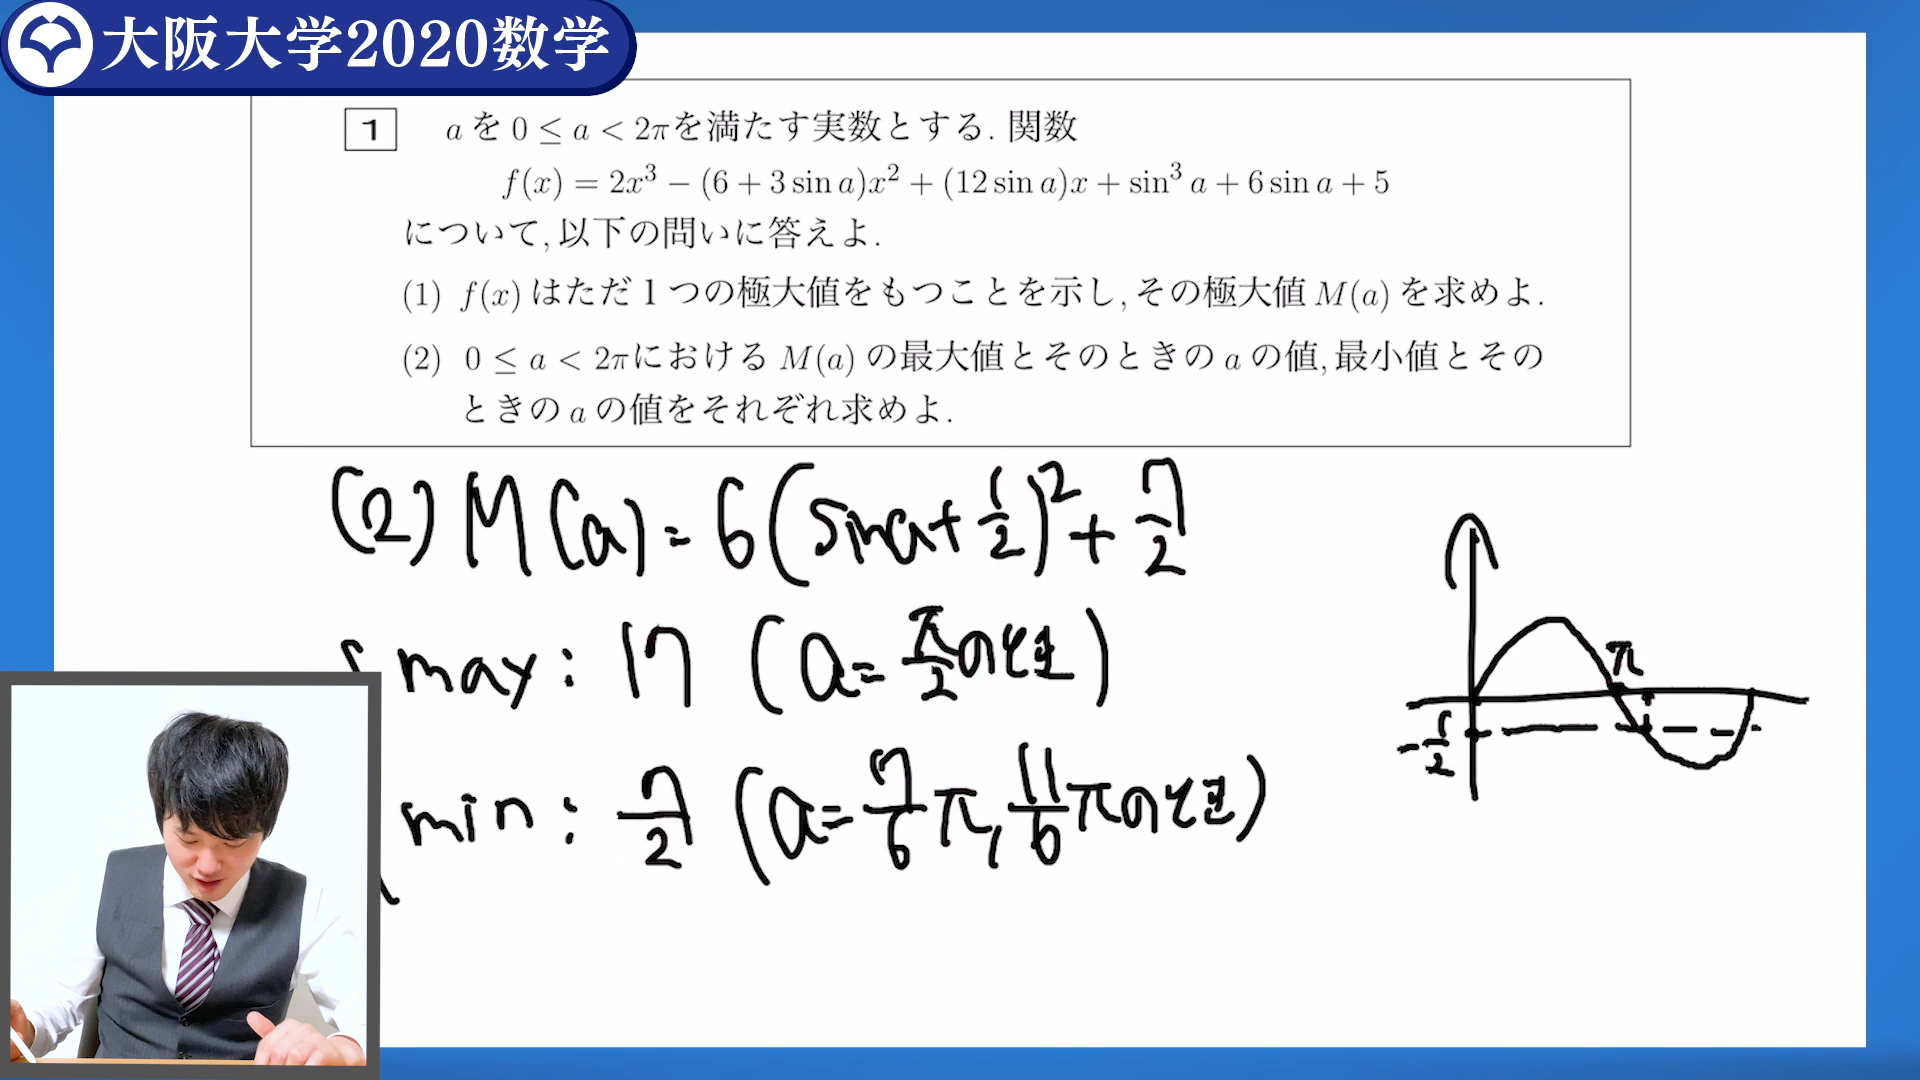 大阪大学2020数学
1 aを 0 ≤ a < 2πを満たす実数とする. 関数
f(x) = 2x³ − (6 + 3 sin a)x² + (12 sin a)x + sin³ a + 6 sin a + 5
について, 以下の問いに答えよ.
(1) f(x) はただ 1 つの極大値をもつことを示し, その極大値 M(a) を求めよ.
(2) 0 ≤ a < 2πにおける M(a) の最大値とそのときの a の値, 最小値とその
ときの a の値をそれぞれ求めよ.
(2) M(a) = 6(sin a + 1/2)² + 7/2
max : 17 (a = π/2 のとき)
min : 7/2 (a = 7/6 π, 11/6 π のとき)
π
-1/2